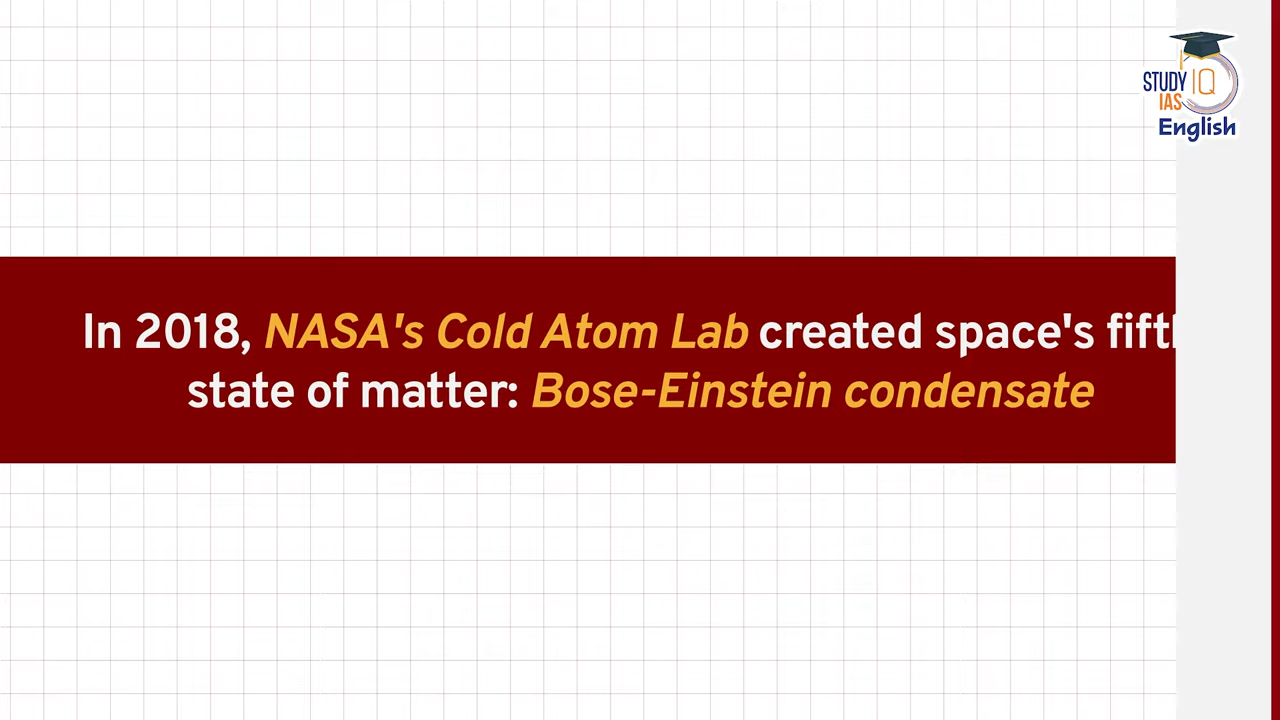 STUDY IQ
IAS
English
In 2018, NASA's Cold Atom Lab created space's
state of matter: Bose-Einstein condensate